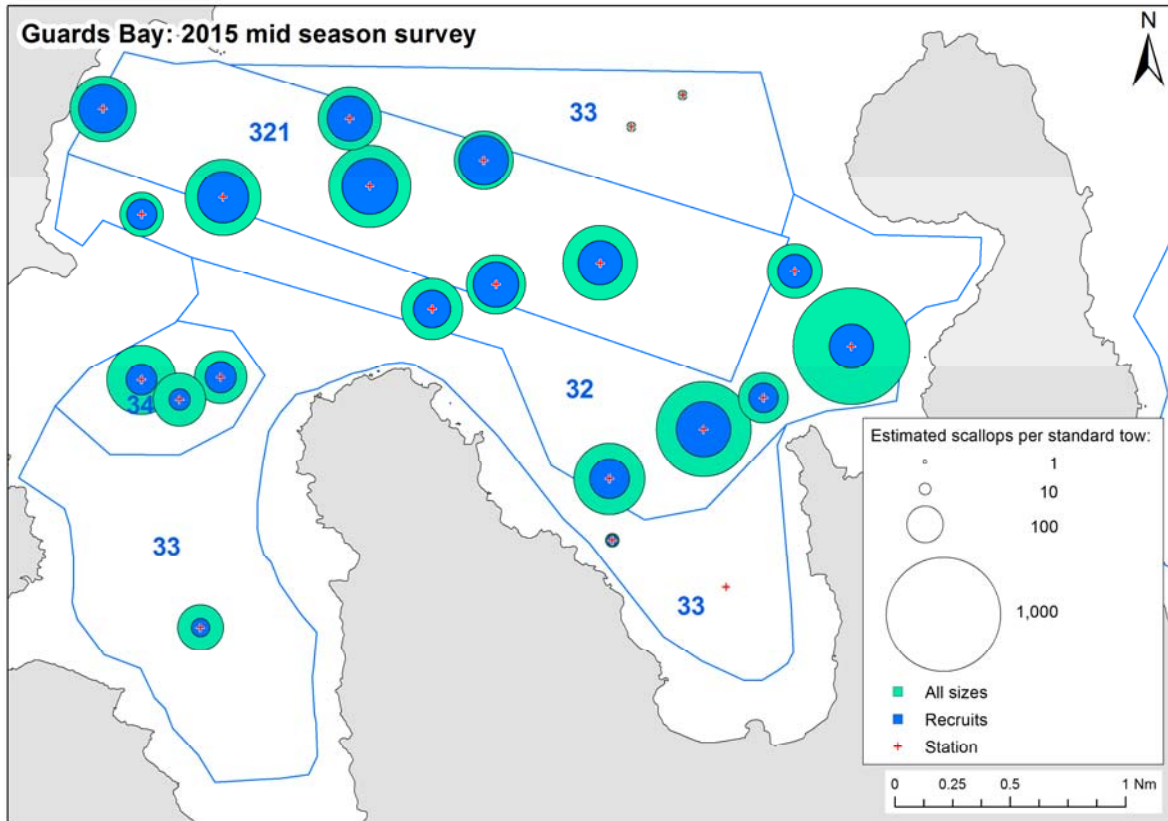 Guards Bay: 2015 mid season survey
N
33
321
32
34
33
33
Estimated scallops per standard tow:
1
10
100
1,000
All sizes
Recruits
Station
0 0.25 0.5 1 Nm